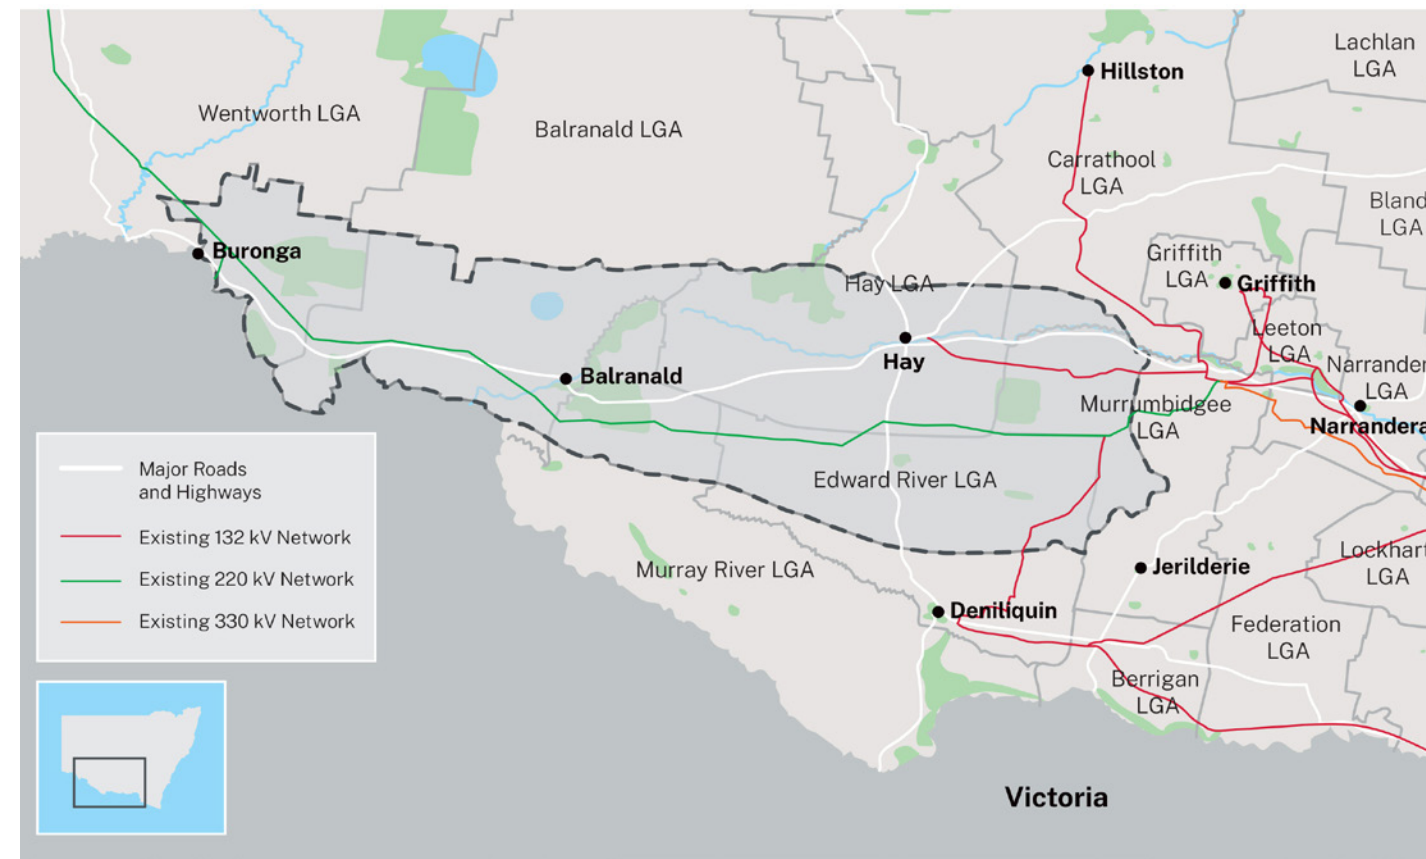 Lachlan
LGA
Hillston
Wentworth LGA
Balranald LGA
Carrathool
LGA
Bland
LGA
Buronga
Griffith
LGA
Griffith
Hay LGA
Leeton
LGA
Hay
Narrander
LGA
Balranald
Murrumbidgee
LGA
Narrandera
Edward River LGA
Major Roads
and Highways
Existing 132 kV Network
Existing 220 kV Network
Existing 330 kV Network
Murray River LGA
Jerilderie
Lockhart
LGA
Deniliquin
Federation
LGA
Berrigan
LGA
Victoria